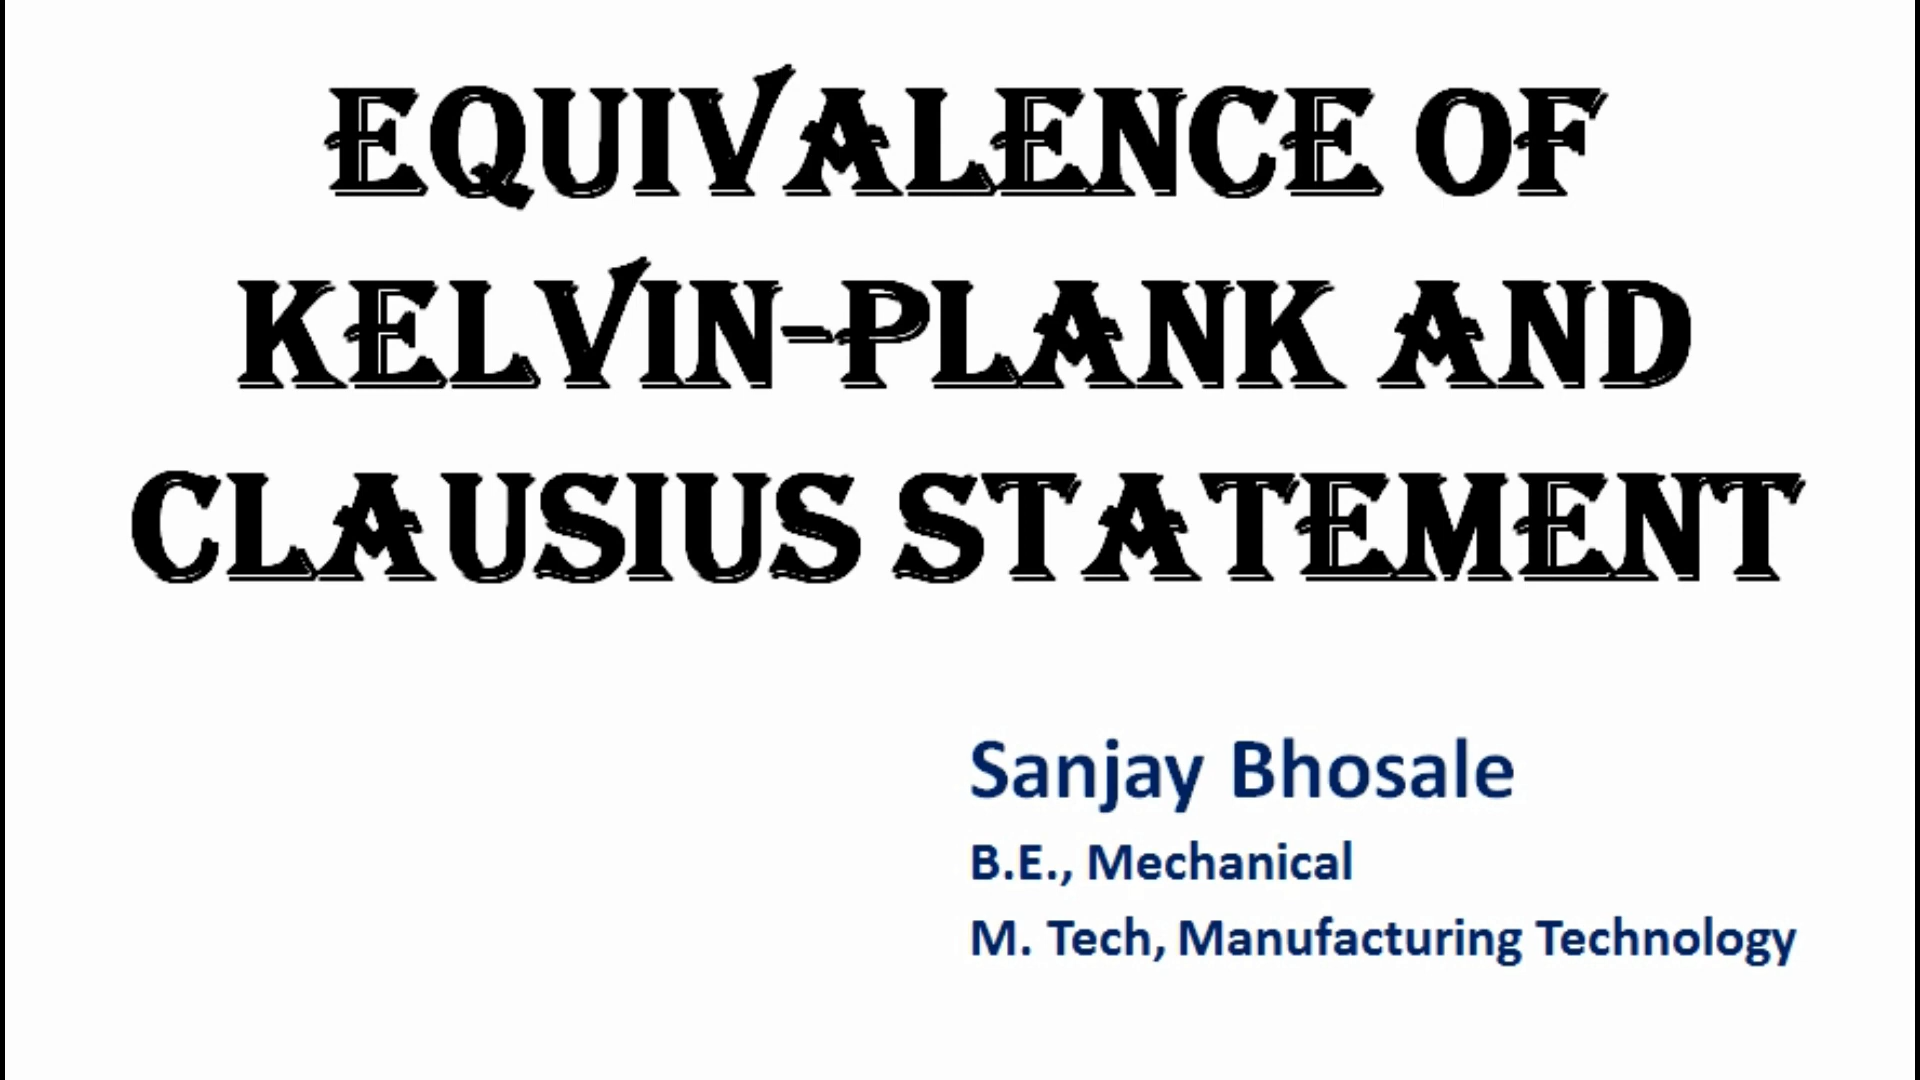 EQUIVALENCE OF
KELVIN-PLANK AND
CLAUSIUS STATEMENT
Sanjay Bhosale
B.E., Mechanical
M. Tech, Manufacturing Technology